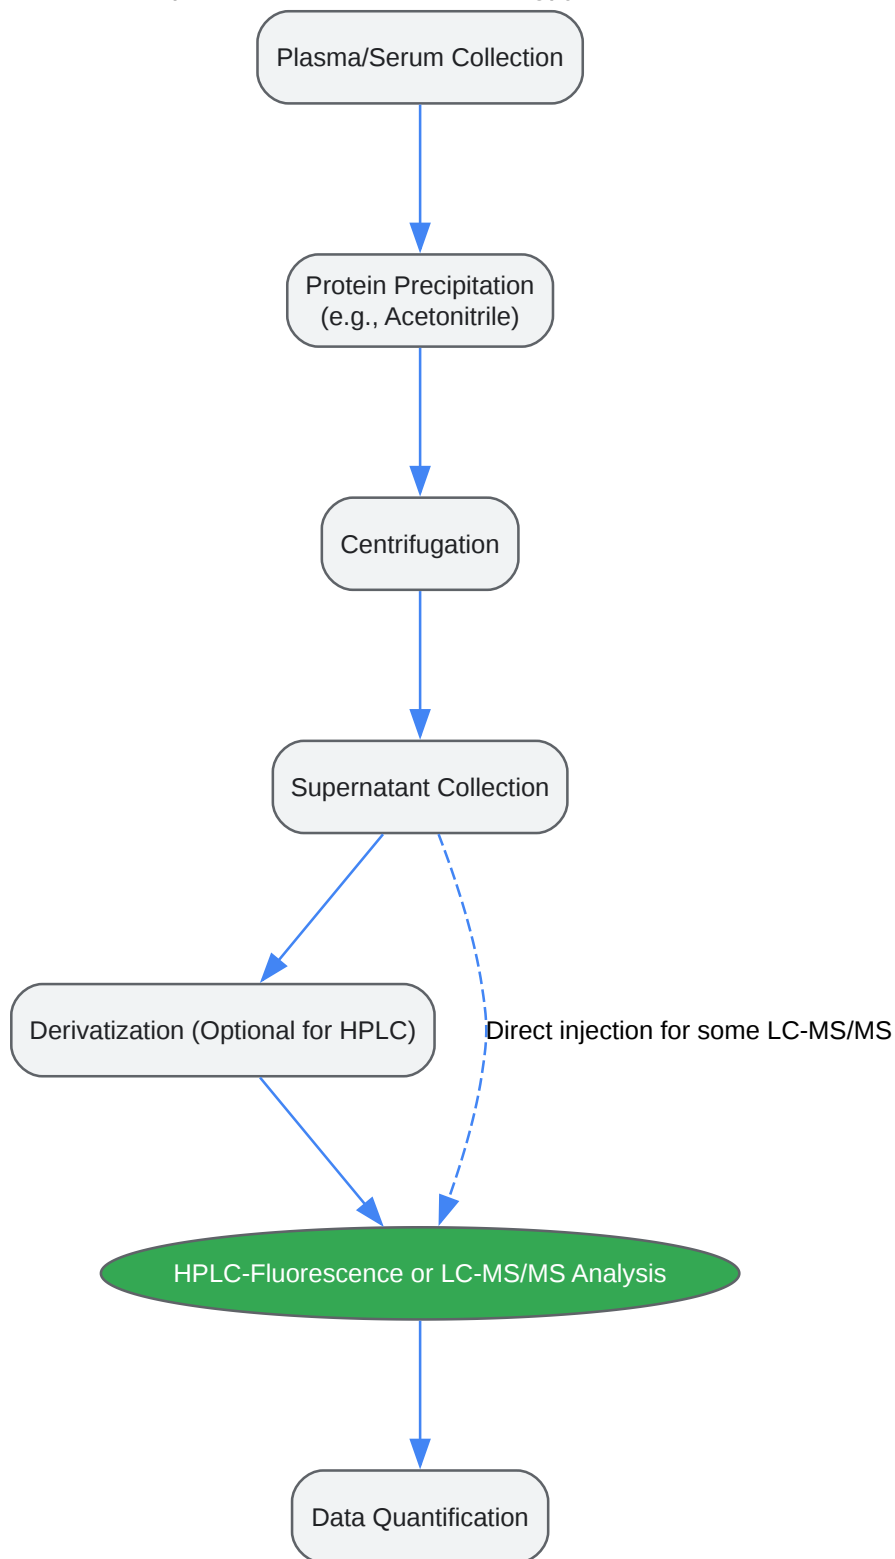 Plasma/Serum Collection
Protein Precipitation
(e.g., Acetonitrile)
Centrifugation
Supernatant Collection
Derivatization (Optional for HPLC)
Direct injection for some LC-MS/MS
HPLC-Fluorescence or LC-MS/MS Analysis
Data Quantification